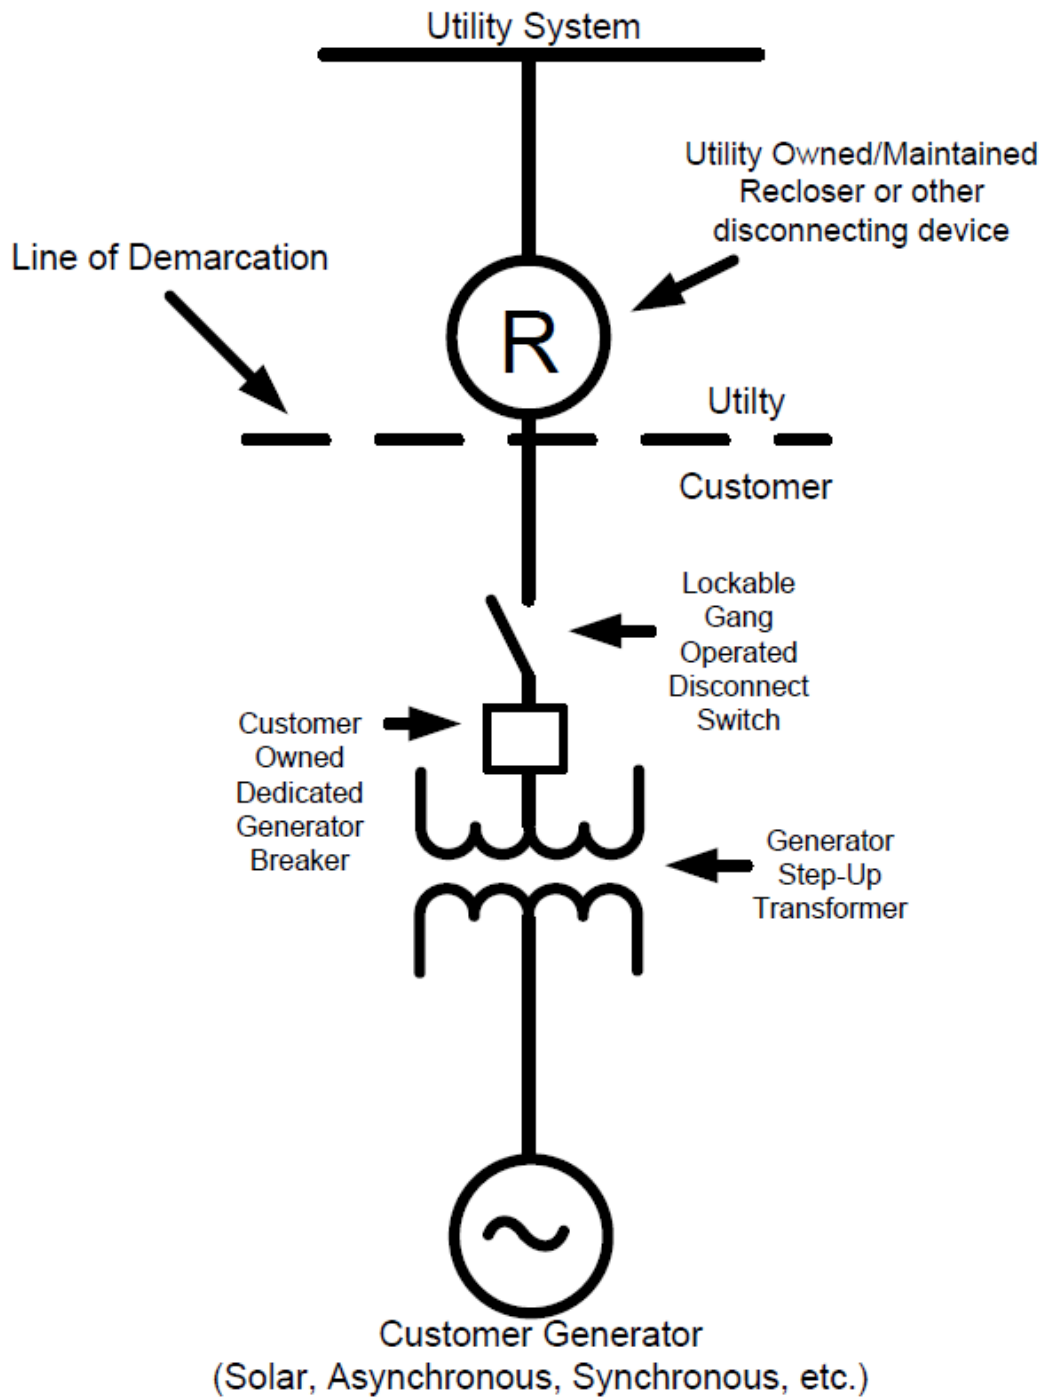 Utility System
Utility Owned/Maintained
Recloser or other
disconnecting device
Line of Demarcation
R
Utilty
Customer
Lockable
Gang
Operated
Disconnect
Switch
Customer
Owned
Dedicated
Generator
Breaker
Generator
Step-Up
Transformer
Customer Generator
(Solar, Asynchronous, Synchronous, etc.)